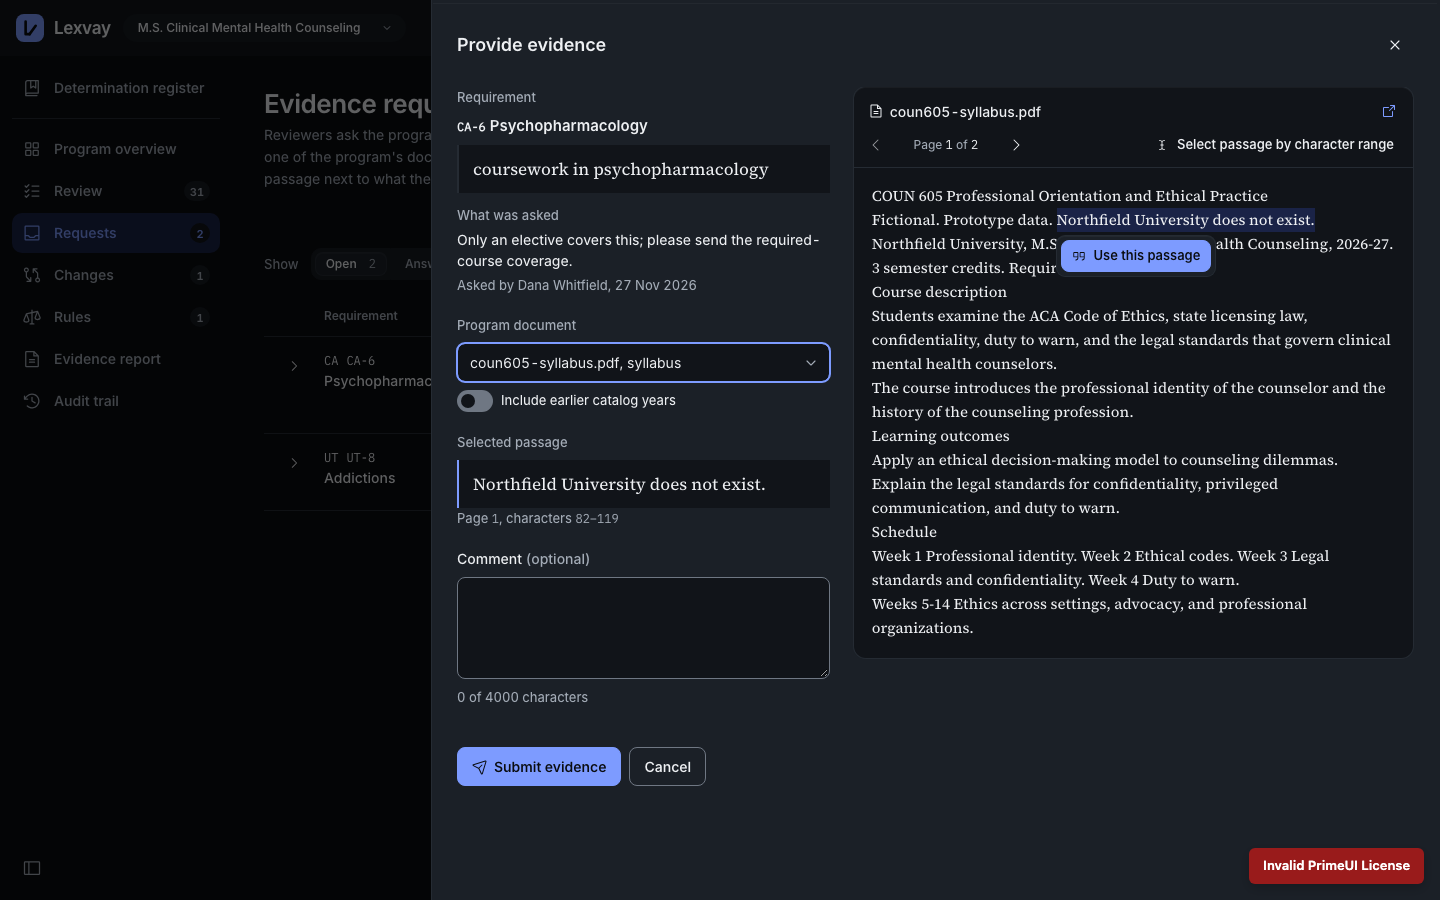 Lexvay
M.S. Clinical Mental Health Counseling
Determination register
Program overview
Review 31
Requests 2
Changes 1
Rules 1
Evidence report
Audit trail
Evidence requ
Reviewers ask the progra
one of the program's doc
passage next to what the
Show Open 2 Answ
Requirement
CA CA-6
Psychopharmac
UT UT-8
Addictions
Provide evidence
Requirement
CA-6 Psychopharmacology
coursework in psychopharmacology
What was asked
Only an elective covers this; please send the required-
course coverage.
Asked by Dana Whitfield, 27 Nov 2026
Program document
coun605-syllabus.pdf, syllabus
Include earlier catalog years
Selected passage
Northfield University does not exist.
Page 1, characters 82–119
Comment (optional)
0 of 4000 characters
Submit evidence
Cancel
coun605-syllabus.pdf
Page 1 of 2
Select passage by character range
COUN 605 Professional Orientation and Ethical Practice
Fictional. Prototype data. Northfield University does not exist.
Northfield University, M.S alth Counseling, 2026-27.
3 semester credits. Requir
Use this passage
Course description
Students examine the ACA Code of Ethics, state licensing law,
confidentiality, duty to warn, and the legal standards that govern clinical
mental health counselors.
The course introduces the professional identity of the counselor and the
history of the counseling profession.
Learning outcomes
Apply an ethical decision-making model to counseling dilemmas.
Explain the legal standards for confidentiality, privileged
communication, and duty to warn.
Schedule
Week 1 Professional identity. Week 2 Ethical codes. Week 3 Legal
standards and confidentiality. Week 4 Duty to warn.
Weeks 5-14 Ethics across settings, advocacy, and professional
organizations.
Invalid PrimeUI License